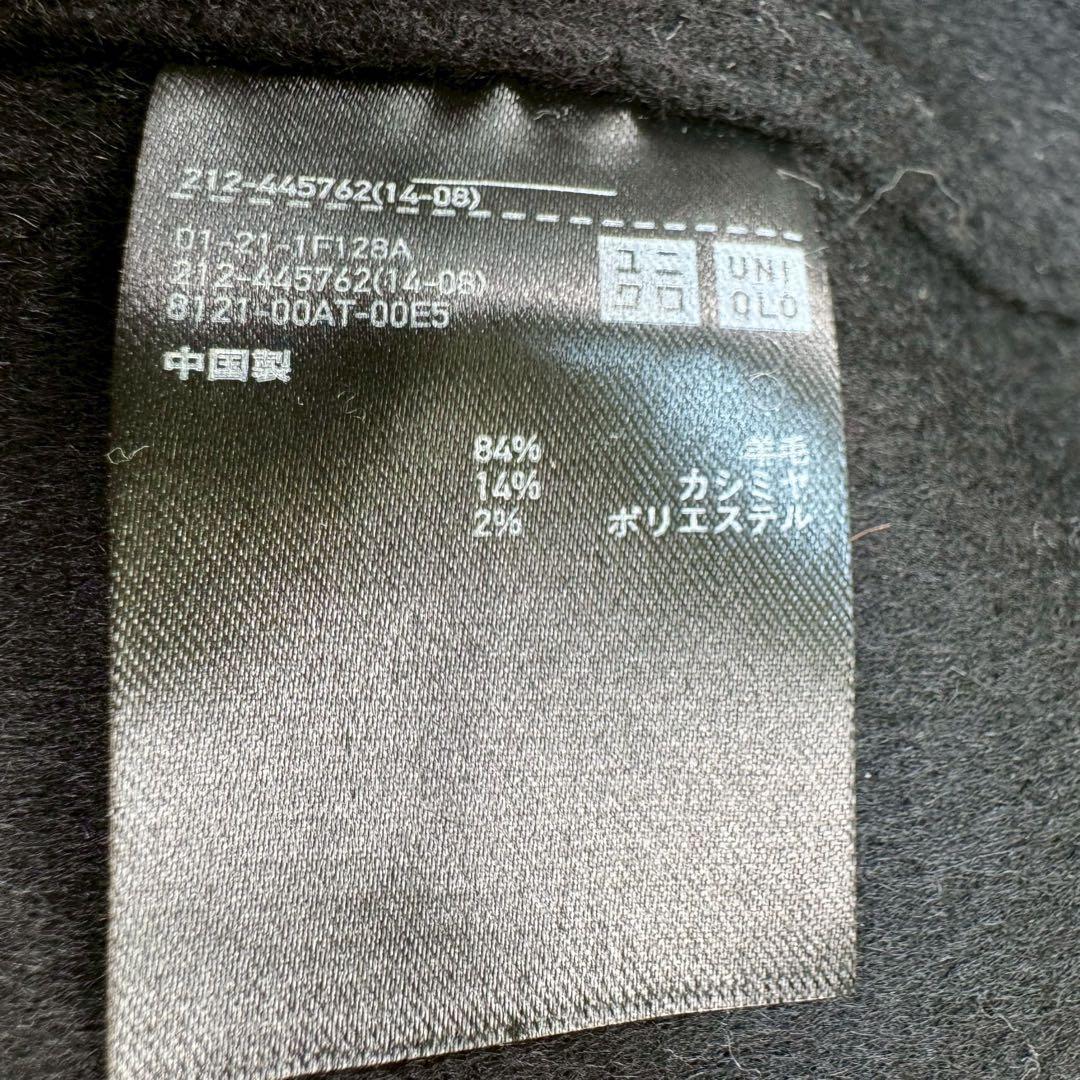 212-445762(14-08)
01-21-1F128A
212-445762(14-08)
8121-00AT-00E5
ユニ
クロ
UNI
QLO
中国製
84% 羊毛
14% カシミヤ
2% ポリエステル